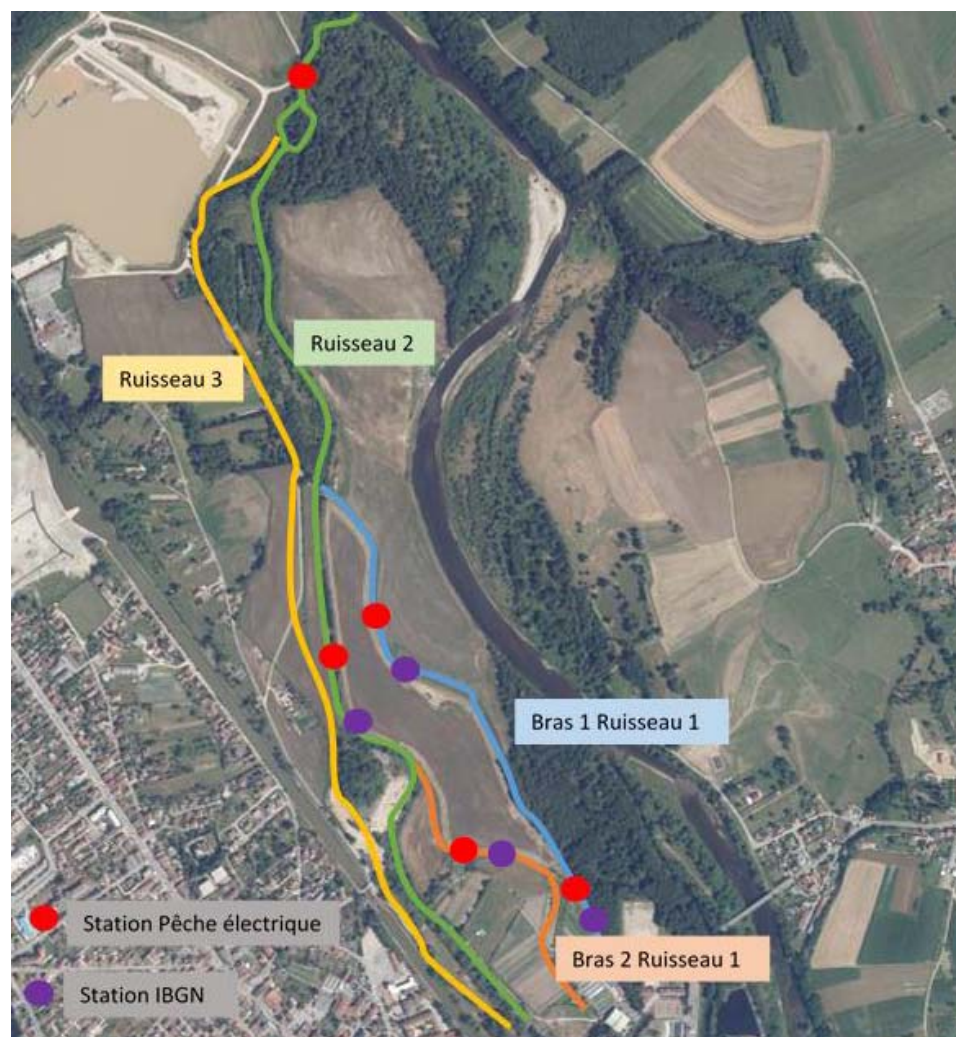 Ruisseau 2
Ruisseau 3
Bras 1 Ruisseau 1
Station Pêche électrique
Bras 2 Ruisseau 1
Station IBGN